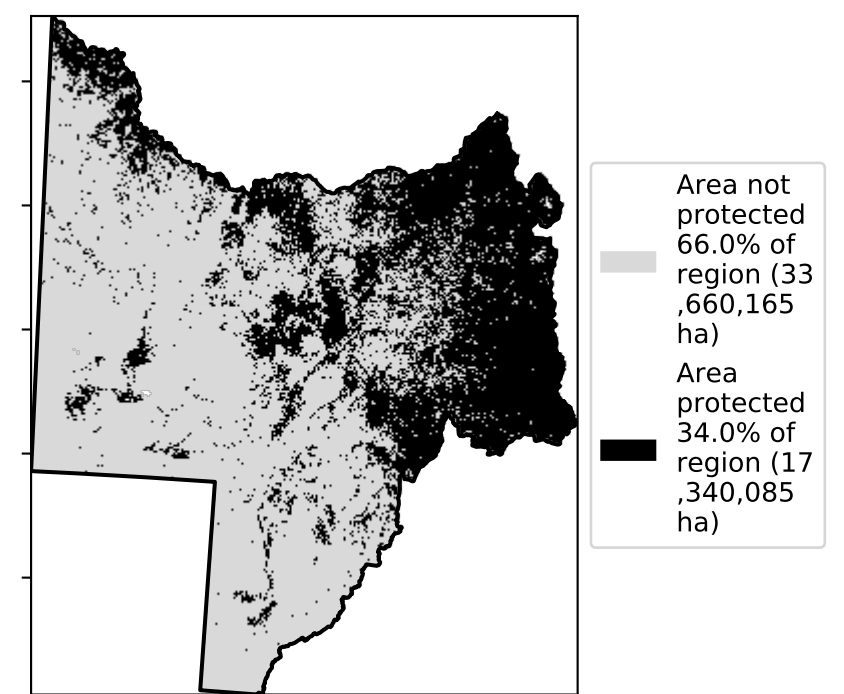 Area not
protected
66.0% of
region (33
,660,165
ha)
Area
protected
34.0% of
region (17
,340,085
ha)